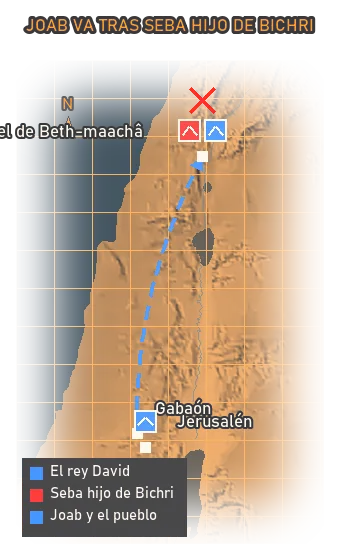 JOAB VA TRAS SEBA HIJO DE BICHRI
N
el de Beth-maachâ
Gabaón
Jerusalén
El rey David
Seba hijo de Bichri
Joab y el pueblo